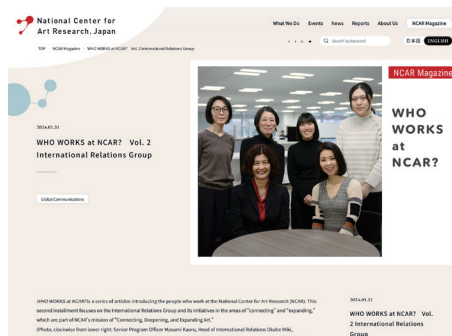 National Center for
Art Research, Japan
What We Do Events News Reports About Us NCAR Magazine
Search by Keyword 日本語 ENGLISH
TOP NCAR Magazine WHO WORKS at NCAR? Vol. 2 International Relations Group
NCAR Magazine
2024.01.31
WHO WORKS at NCAR? Vol. 2
International Relations Group
Global Communications
WHO
WORKS
at
NCAR?
WHO WORKS at NCAR? is a series of articles introducing the people who work at the National Center for Art Research (NCAR). This
second installment focuses on the International Relations Group and its initiatives in the areas of "connecting" and "expanding,"
which are part of NCAR's mission of "Connecting, Deepening, and Expanding Art."
(Photo, clockwise from lower right: Senior Program Officer Masami Kaoru, Head of International Relations Okabe Miki,
2024.01.31
WHO WORKS at NCAR? Vol.
2 International Relations
Group